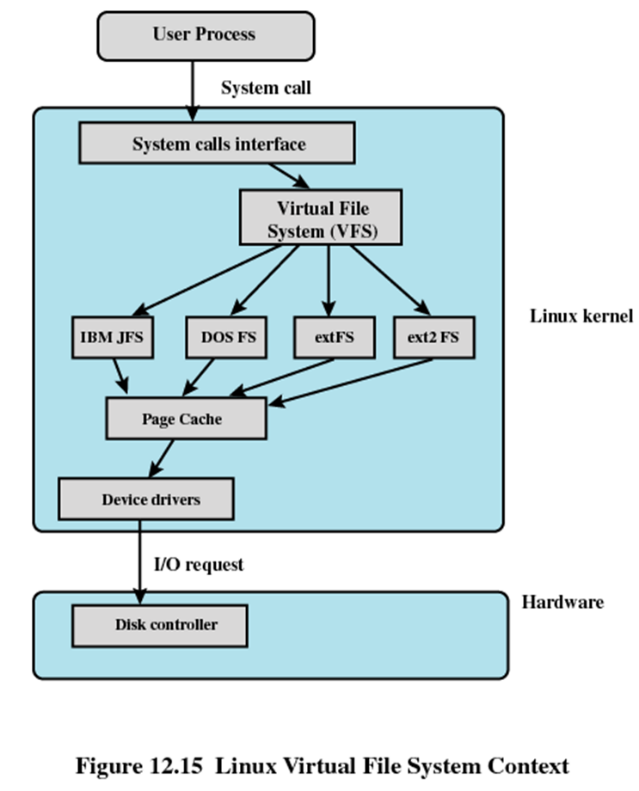 User Process
System call
System calls interface
Virtual File
System (VFS)
IBM JFS
DOS FS
extFS
ext2 FS
Linux kernel
Page Cache
Device drivers
I/O request
Hardware
Disk controller
Figure 12.15 Linux Virtual File System Context